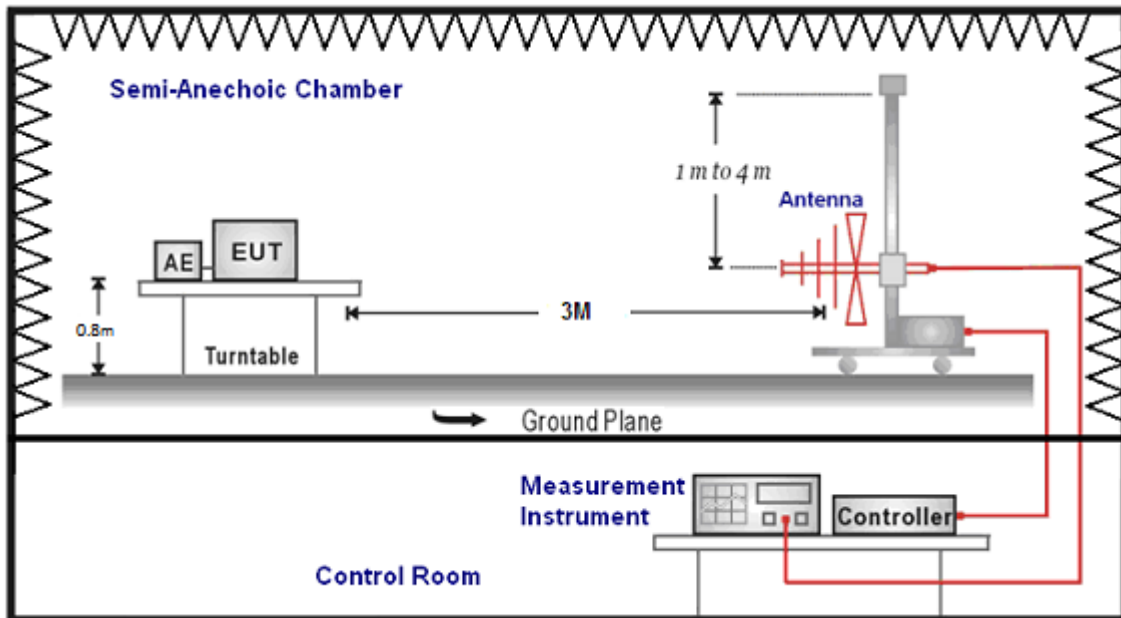 Semi-Anechoic Chamber
1 m to 4 m
Antenna
AE
EUT
0.8m
3M
Turntable
Ground Plane
Measurement
Instrument
Controller
Control Room